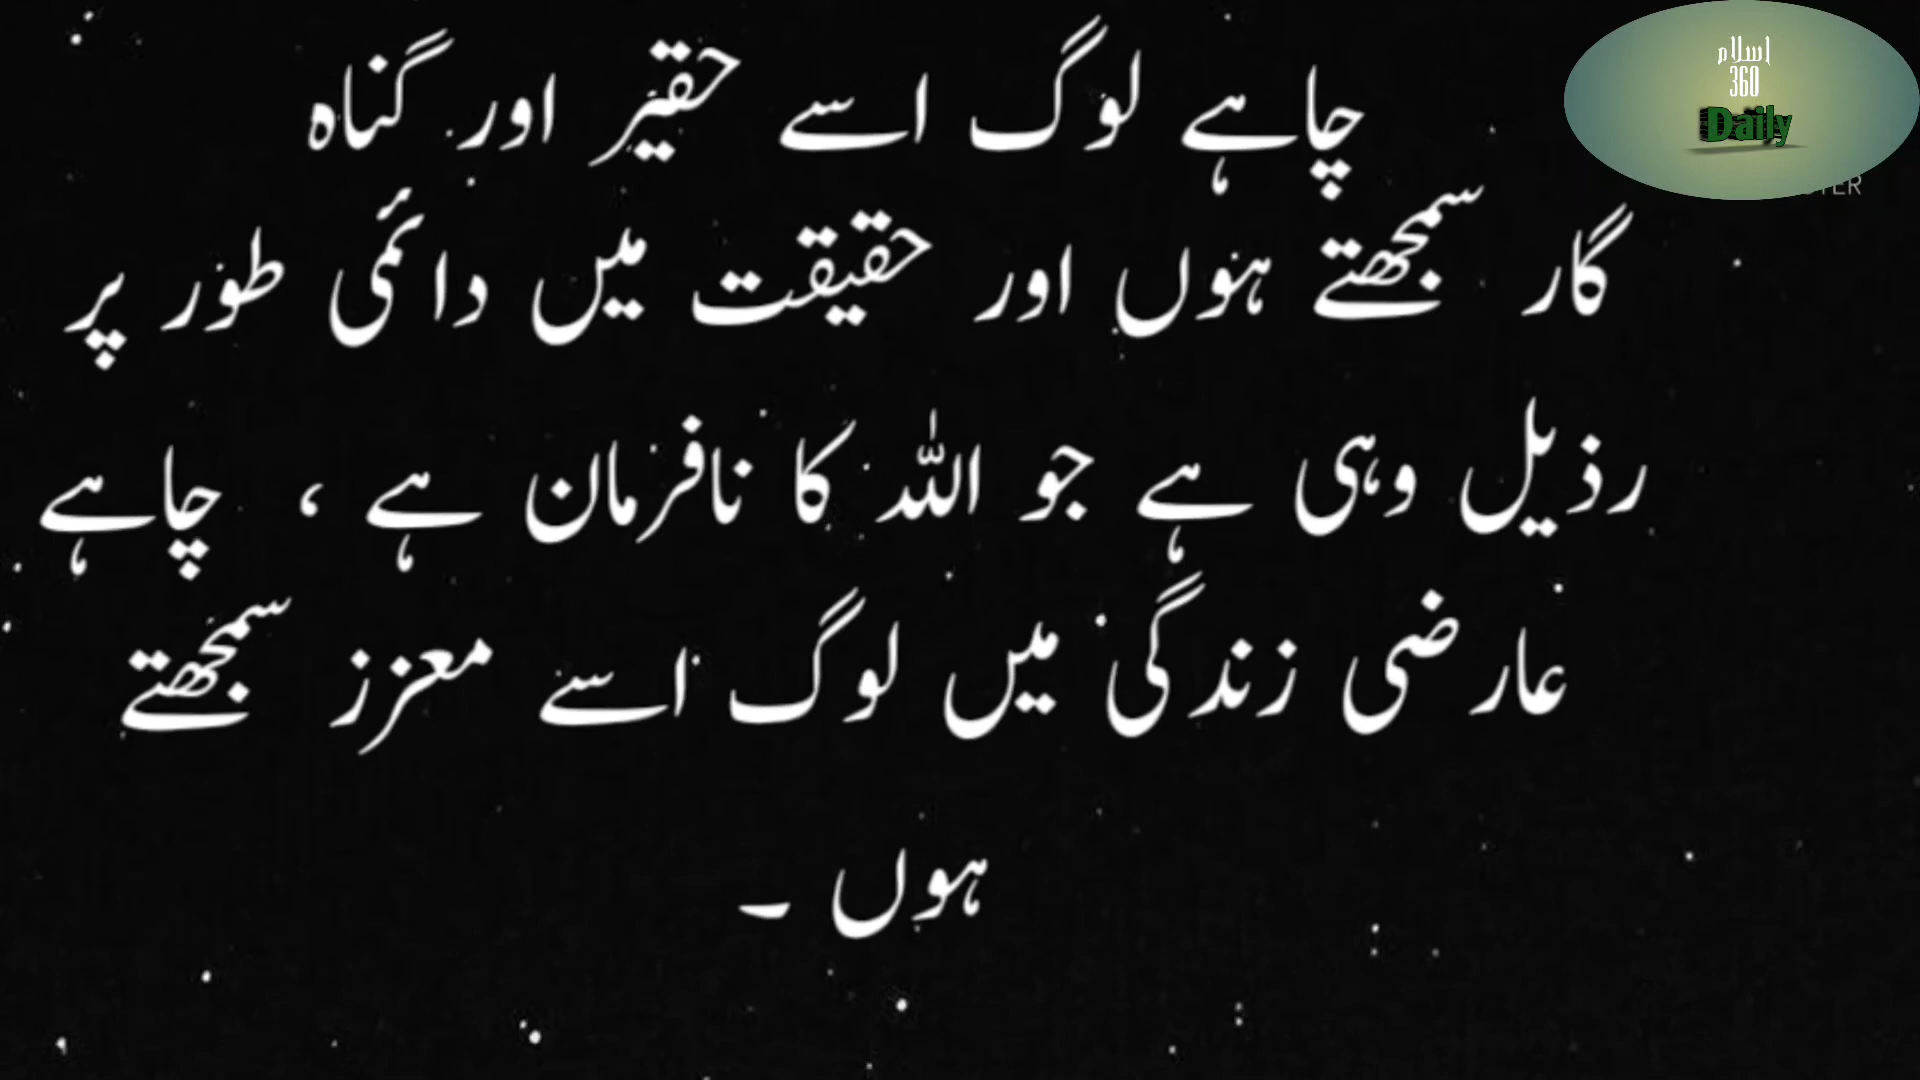 اسلام
360
Daily
چاہے لوگ اسے حقیر اور گناہ
گار سمجھتے ہوں اور حقیقت میں دائمی طور پر
رذیل وہی ہے جو اللہ کا نافرمان ہے ، چاہے
عارضی زندگی میں لوگ اسے معزز سمجھتے
ہوں ۔